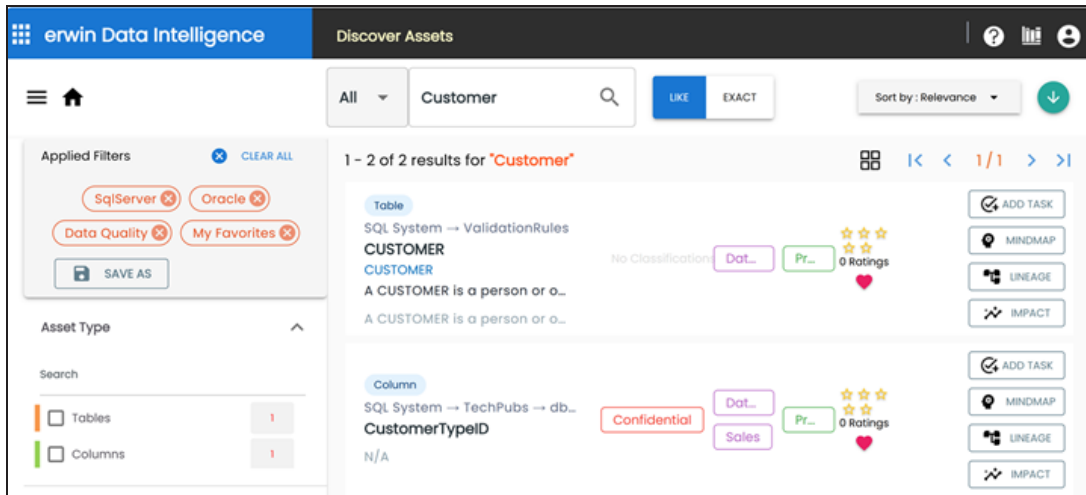 erwin Data Intelligence
Discover Assets
All
Customer
LIKE
EXACT
Sort by : Relevance
Applied Filters
CLEAR ALL
SqlServer
Oracle
Data Quality
My Favorites
SAVE AS
Asset Type
Search
Tables
1
Columns
1
1 - 2 of 2 results for "Customer"
1/1
Table
SQL System → ValidationRules
CUSTOMER
CUSTOMER
A CUSTOMER is a person or o...
A CUSTOMER is a person or o...
No Classifications
Dat...
Pr...
0 Ratings
ADD TASK
MINDMAP
LINEAGE
IMPACT
Column
SQL System → TechPubs → db...
CustomerTypeID
N/A
Confidential
Dat...
Sales
Pr...
0 Ratings
ADD TASK
MINDMAP
LINEAGE
IMPACT